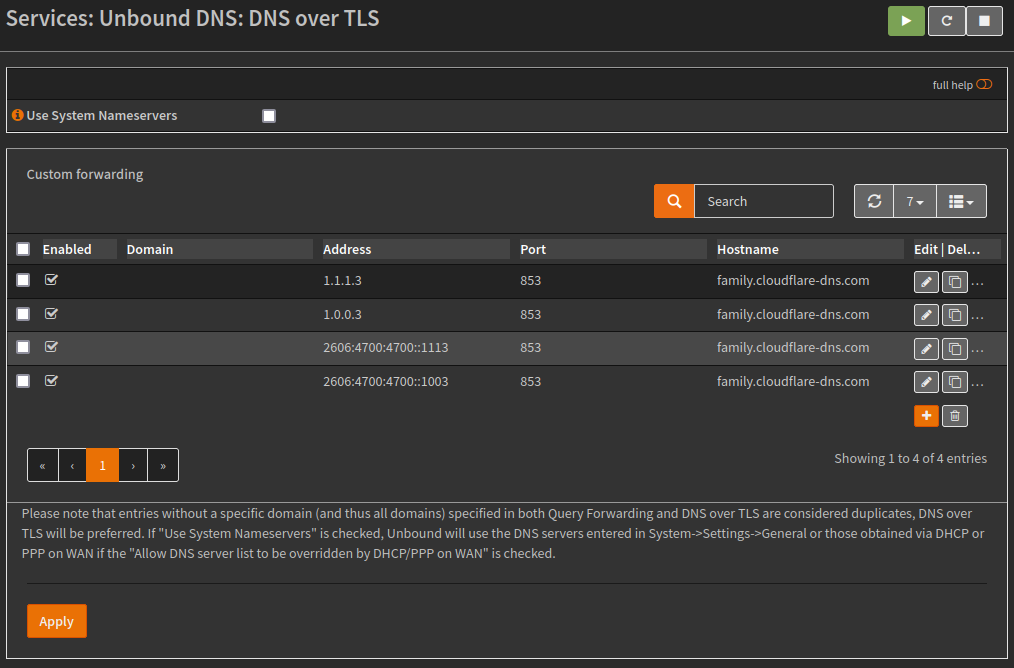 Services: Unbound DNS: DNS over TLS
full help
Use System Nameservers
Custom forwarding
Search
7
Enabled Domain Address Port Hostname Edit | Del...
1.1.1.3 853 family.cloudflare-dns.com ...
1.0.0.3 853 family.cloudflare-dns.com ...
2606:4700:4700::1113 853 family.cloudflare-dns.com ...
2606:4700:4700::1003 853 family.cloudflare-dns.com ...
« ‹ 1 › »
Showing 1 to 4 of 4 entries
Please note that entries without a specific domain (and thus all domains) specified in both Query Forwarding and DNS over TLS are considered duplicates, DNS over
TLS will be preferred. If "Use System Nameservers" is checked, Unbound will use the DNS servers entered in System->Settings->General or those obtained via DHCP or
PPP on WAN if the "Allow DNS server list to be overridden by DHCP/PPP on WAN" is checked.
Apply